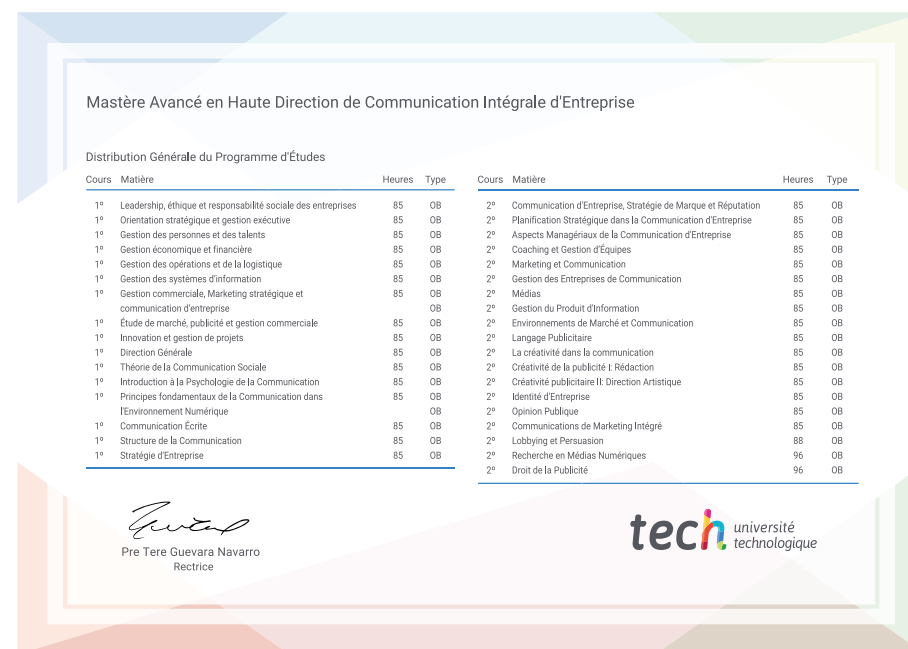 Mastère Avancé en Haute Direction de Communication Intégrale d'Entreprise
Distribution Générale du Programme d'Études
Cours Matière Heures Type
1º Leadership, éthique et responsabilité sociale des entreprises 85 OB
1º Orientation stratégique et gestion exécutive 85 OB
1º Gestion des personnes et des talents 85 OB
1º Gestion économique et financière 85 OB
1º Gestion des opérations et de la logistique 85 OB
1º Gestion des systèmes d'information 85 OB
1º Gestion commerciale, Marketing stratégique et 85 OB
communication d'entreprise OB
1º Étude de marché, publicité et gestion commerciale 85 OB
1º Innovation et gestion de projets 85 OB
1º Direction Générale 85 OB
1º Théorie de la Communication Sociale 85 OB
1º Introduction à la Psychologie de la Communication 85 OB
1º Principes fondamentaux de la Communication dans 85 OB
l'Environnement Numérique OB
1º Communication Écrite 85 OB
1º Structure de la Communication 85 OB
1º Stratégie d'Entreprise 85 OB
Cours Matière Heures Type
2º Communication d'Entreprise, Stratégie de Marque et Réputation 85 OB
2º Planification Stratégique dans la Communication d'Entreprise 85 OB
2º Aspects Managériaux de la Communication d'Entreprise 85 OB
2º Coaching et Gestion d'Équipes 85 OB
2º Marketing et Communication 85 OB
2º Gestion des Entreprises de Communication 85 OB
2º Médias 85 OB
2º Gestion du Produit d'Information 85 OB
2º Environnements de Marché et Communication 85 OB
2º Langage Publicitaire 85 OB
2º La créativité dans la communication 85 OB
2º Créativité de la publicité I: Rédaction 85 OB
2º Créativité publicitaire II: Direction Artistique 85 OB
2º Identité d'Entreprise 85 OB
2º Opinion Publique 85 OB
2º Communications de Marketing Intégré 85 OB
2º Lobbying et Persuasion 88 OB
2º Recherche en Médias Numériques 96 OB
2º Droit de la Publicité 96 OB
Pre Tere Guevara Navarro
Rectrice
tech université
technologique